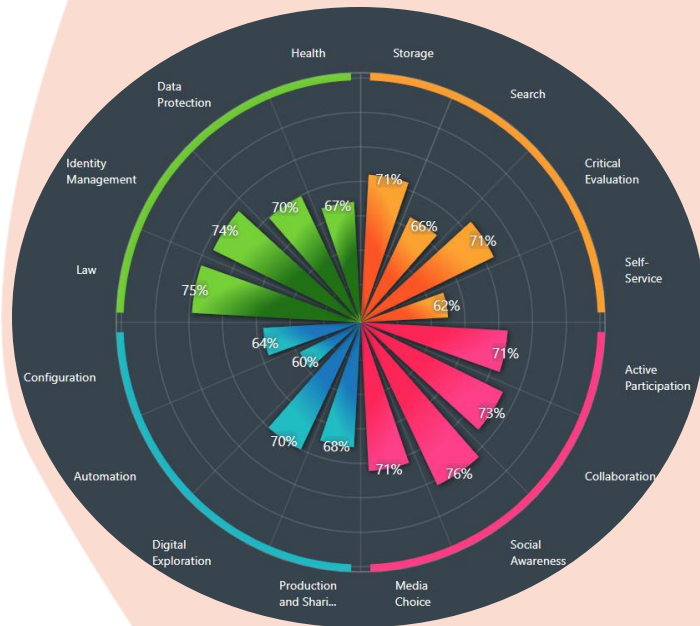 Health
Storage
Data
Protection
Search
Identity
Management
Critical
Evaluation
Law
Self-
Service
Configuration
Active
Participation
Automation
Collaboration
Digital
Exploration
Social
Awareness
Production
and Shari...
Media
Choice
71%
66%
71%
62%
71%
73%
76%
71%
68%
70%
60%
64%
75%
74%
70%
67%